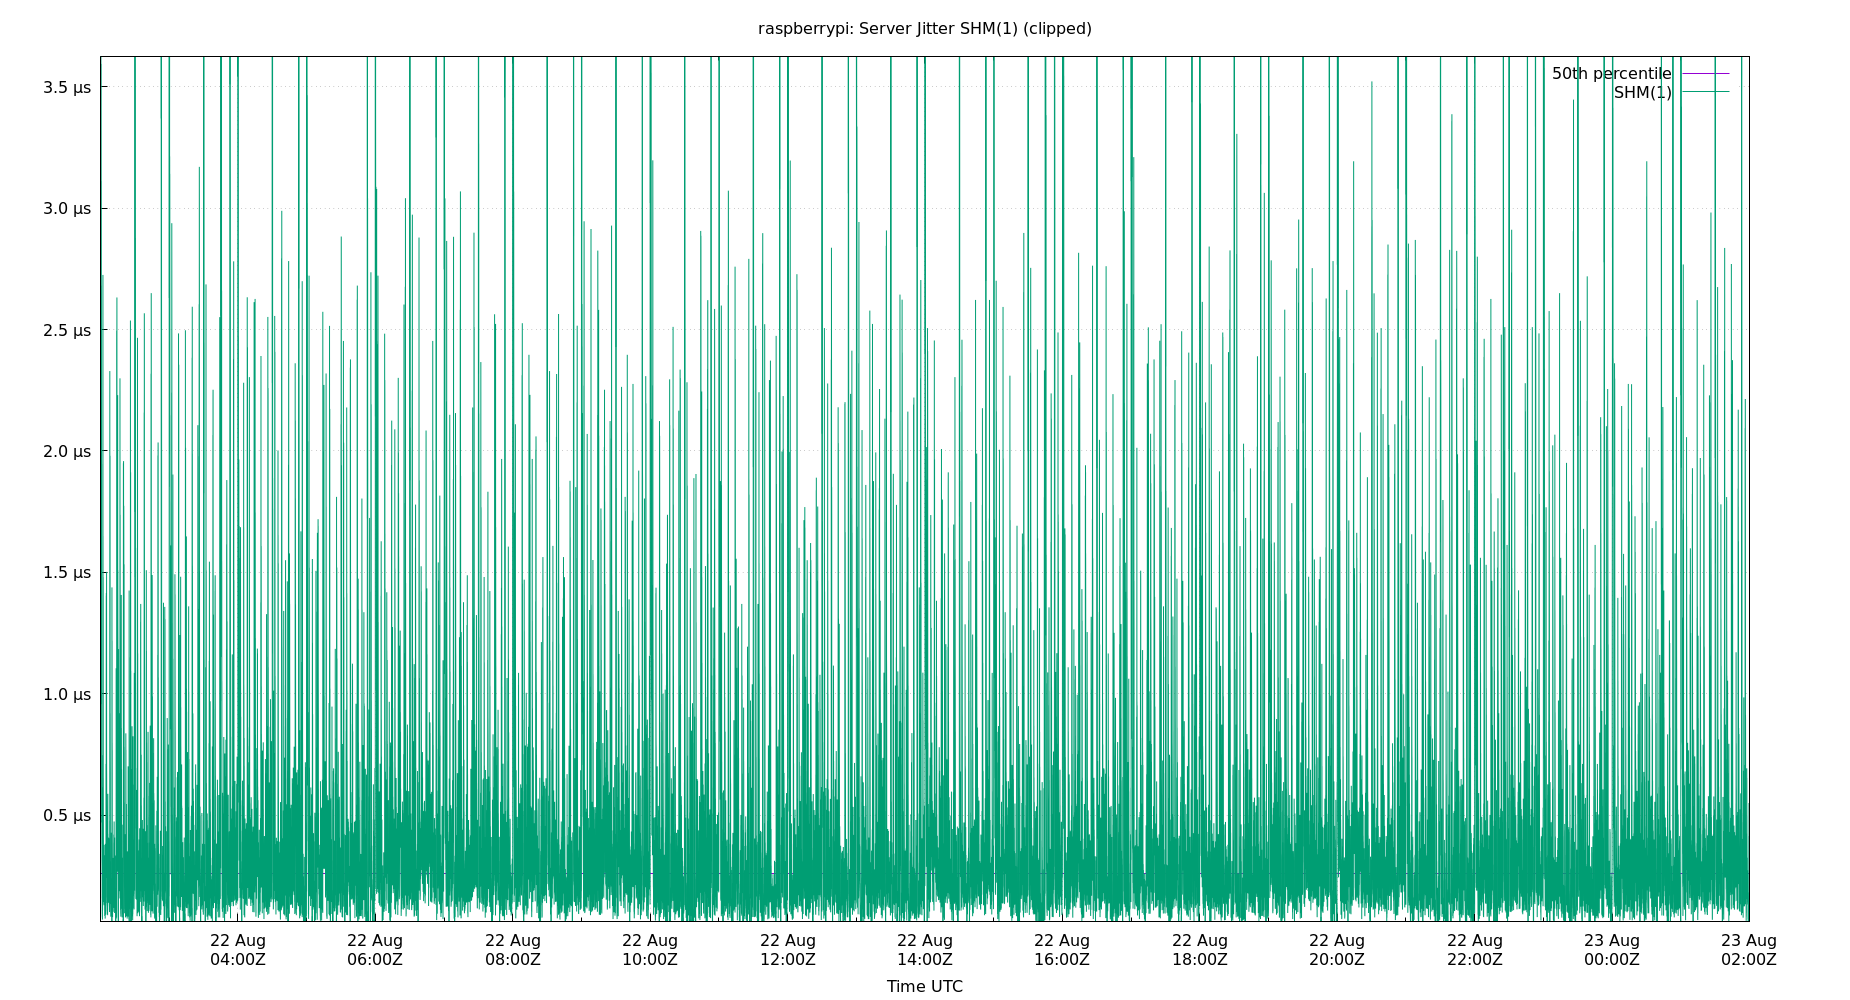 raspberrypi: Server Jitter SHM(1) (clipped)
50th percentile
SHM(1)
3.5 µs
3.0 µs
2.5 µs
2.0 µs
1.5 µs
1.0 µs
0.5 µs
22 Aug 22 Aug 22 Aug 22 Aug 22 Aug 22 Aug 22 Aug 22 Aug 22 Aug 22 Aug 23 Aug 23 Aug
04:00Z 06:00Z 08:00Z 10:00Z 12:00Z 14:00Z 16:00Z 18:00Z 20:00Z 22:00Z 00:00Z 02:00Z
Time UTC